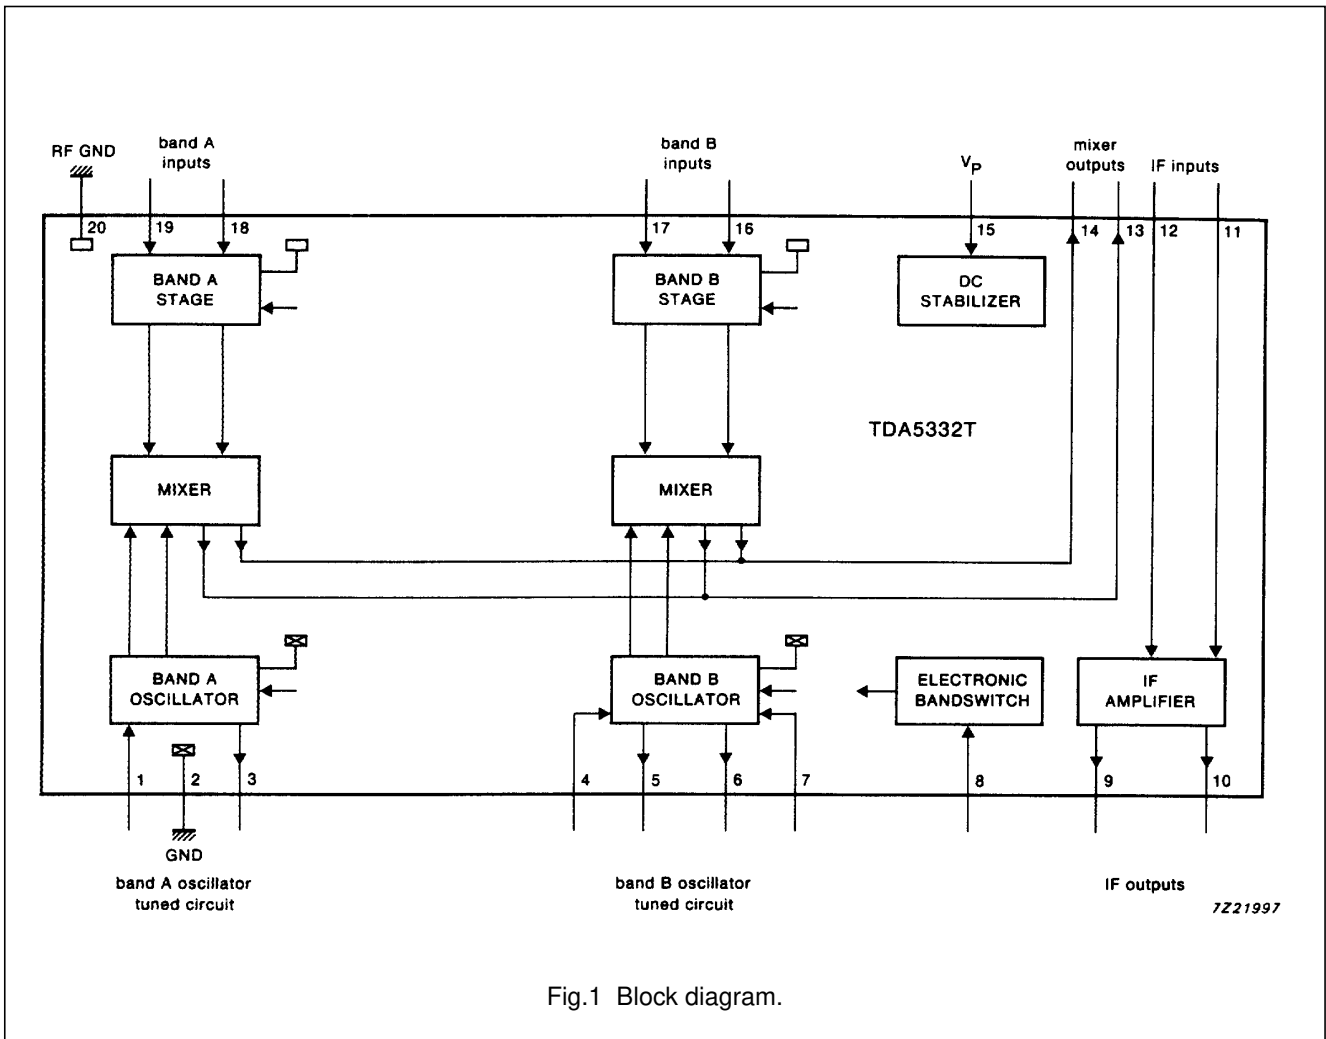 RF GND
band A
inputs
band B
inputs
VP
mixer
outputs
IF inputs
20
19
18
17
16
15
14
13
12
11
BAND A
STAGE
BAND B
STAGE
DC
STABILIZER
TDA5332T
MIXER
MIXER
BAND A
OSCILLATOR
BAND B
OSCILLATOR
ELECTRONIC
BANDSWITCH
IF
AMPLIFIER
1
2
3
4
5
6
7
8
9
10
GND
band A oscillator
tuned circuit
band B oscillator
tuned circuit
IF outputs
7Z21997
Fig.1 Block diagram.